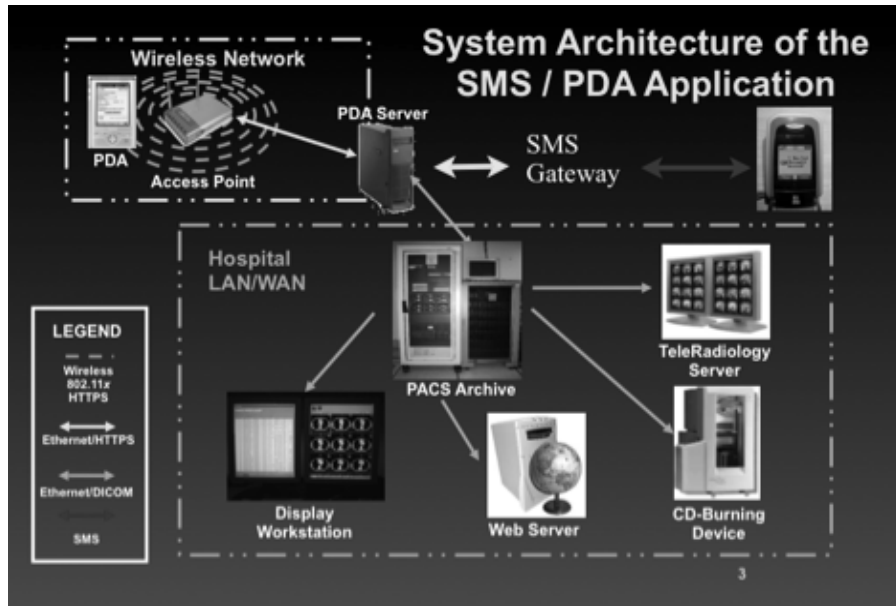 System Architecture of the
SMS / PDA Application
Wireless Network
PDA Server
PDA
Access Point
SMS
Gateway
Hospital
LAN/WAN
PACS Archive
TeleRadiology
Server
Display
Workstation
Web Server
CD-Burning
Device
LEGEND
Wireless
802.11x
HTTPS
Ethernet/HTTPS
Ethernet/DICOM
SMS
3